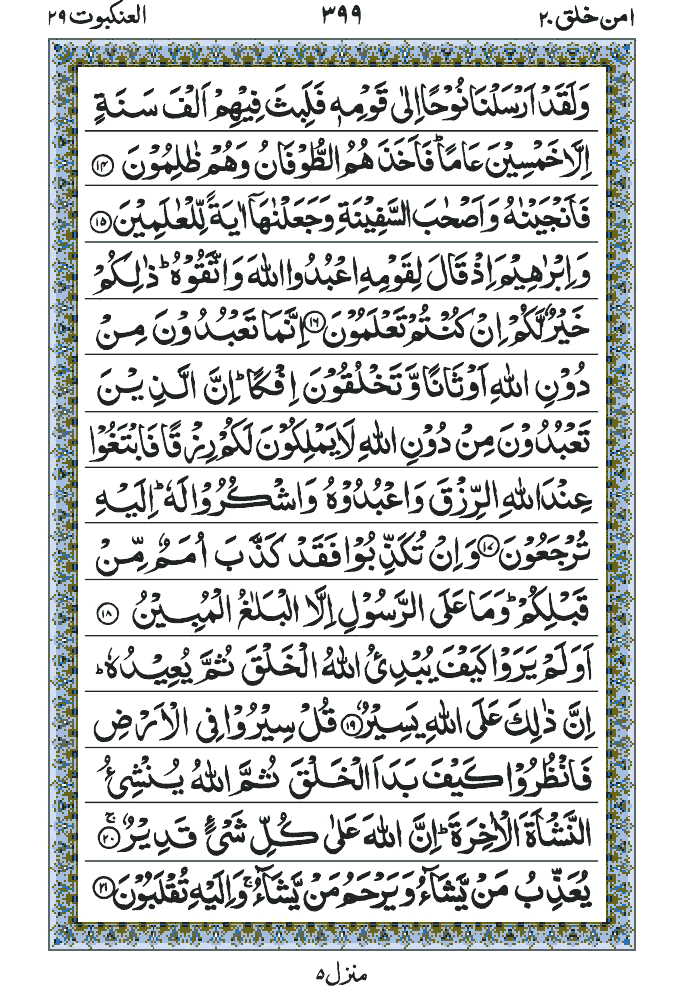 امن خلق ٢٠ ٣٩٩ العنکبوت ٢٩
وَلَقَدْ اَرْسَلْنَا نُوْحًا اِلٰى قَوْمِهٖ فَلَبِثَ فِيْهِمْ اَلْفَ سَنَةٍ
اِلَّا خَمْسِيْنَ عَامًا ؕ فَاَخَذَ هُمُ الطُّوْفَانُ وَهُمْ ظٰلِمُوْنَ ﴿١٤﴾
فَاَنْجَيْنٰهُ وَاَصْحٰبَ السَّفِيْنَةِ وَجَعَلْنٰهَاۤ اٰيَةً لِّلْعٰلَمِيْنَ ﴿١٥﴾
وَاِبْرٰهِيْمَ اِذْ قَالَ لِقَوْمِهِ اعْبُدُوا اللّٰهَ وَاتَّقُوْهُ ؕ ذٰلِكُمْ
خَيْرٌ لَّكُمْ اِنْ كُنْتُمْ تَعْلَمُوْنَ ﴿١٦﴾ اِنَّمَا تَعْبُدُوْنَ مِنْ
دُوْنِ اللّٰهِ اَوْثَانًا وَّ تَخْلُقُوْنَ اِفْكًا ؕ اِنَّ الَّذِيْنَ
تَعْبُدُوْنَ مِنْ دُوْنِ اللّٰهِ لَا يَمْلِكُوْنَ لَكُمْ رِزْقًا فَابْتَغُوْا
عِنْدَ اللّٰهِ الرِّزْقَ وَاعْبُدُوْهُ وَاشْكُرُوْا لَهٗ ؕ اِلَيْهِ
تُرْجَعُوْنَ ﴿١٧﴾ وَاِنْ تُكَذِّبُوْا فَقَدْ كَذَّبَ اُمَمٌ مِّنْ
قَبْلِكُمْ ؕ وَمَا عَلَى الرَّسُوْلِ اِلَّا الْبَلٰغُ الْمُبِيْنُ ﴿١٨﴾
اَوَلَمْ يَرَوْا كَيْفَ يُبْدِئُ اللّٰهُ الْخَلْقَ ثُمَّ يُعِيْدُهٗ ؕ
اِنَّ ذٰلِكَ عَلَى اللّٰهِ يَسِيْرٌ ﴿١٩﴾ قُلْ سِيْرُوْا فِى الْاَرْضِ
فَانْظُرُوْا كَيْفَ بَدَاَ الْخَلْقَ ثُمَّ اللّٰهُ يُنْشِئُ
النَّشْاَةَ الْاٰخِرَةَ ؕ اِنَّ اللّٰهَ عَلٰى كُلِّ شَىْءٍ قَدِيْرٌ ۚ ﴿٢٠﴾
يُعَذِّبُ مَنْ يَّشَآءُ وَيَرْحَمُ مَنْ يَّشَآءُ ۚ وَاِلَيْهِ تُقْلَبُوْنَ ﴿٢١﴾
منزل ٥